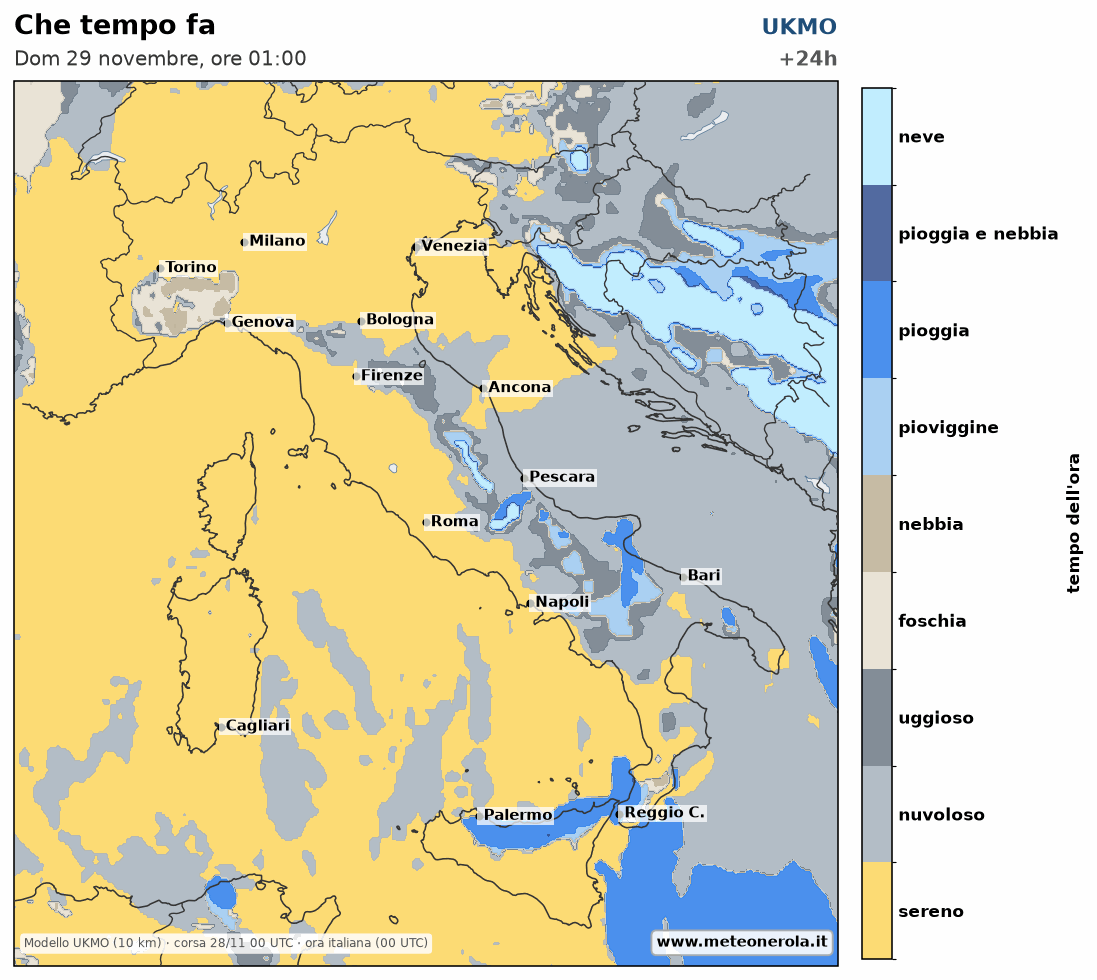 Che tempo fa
UKMO
Dom 29 novembre, ore 01:00
+24h
neve
pioggia e nebbia
pioggia
pioviggine
nebbia
foschia
uggioso
nuvoloso
sereno
tempo dell'ora
Milano
Venezia
Torino
Genova
Bologna
Firenze
Ancona
Pescara
Roma
Bari
Napoli
Cagliari
Palermo
Reggio C.
Modello UKMO (10 km) · corsa 28/11 00 UTC · ora italiana (00 UTC)
www.meteonerola.it